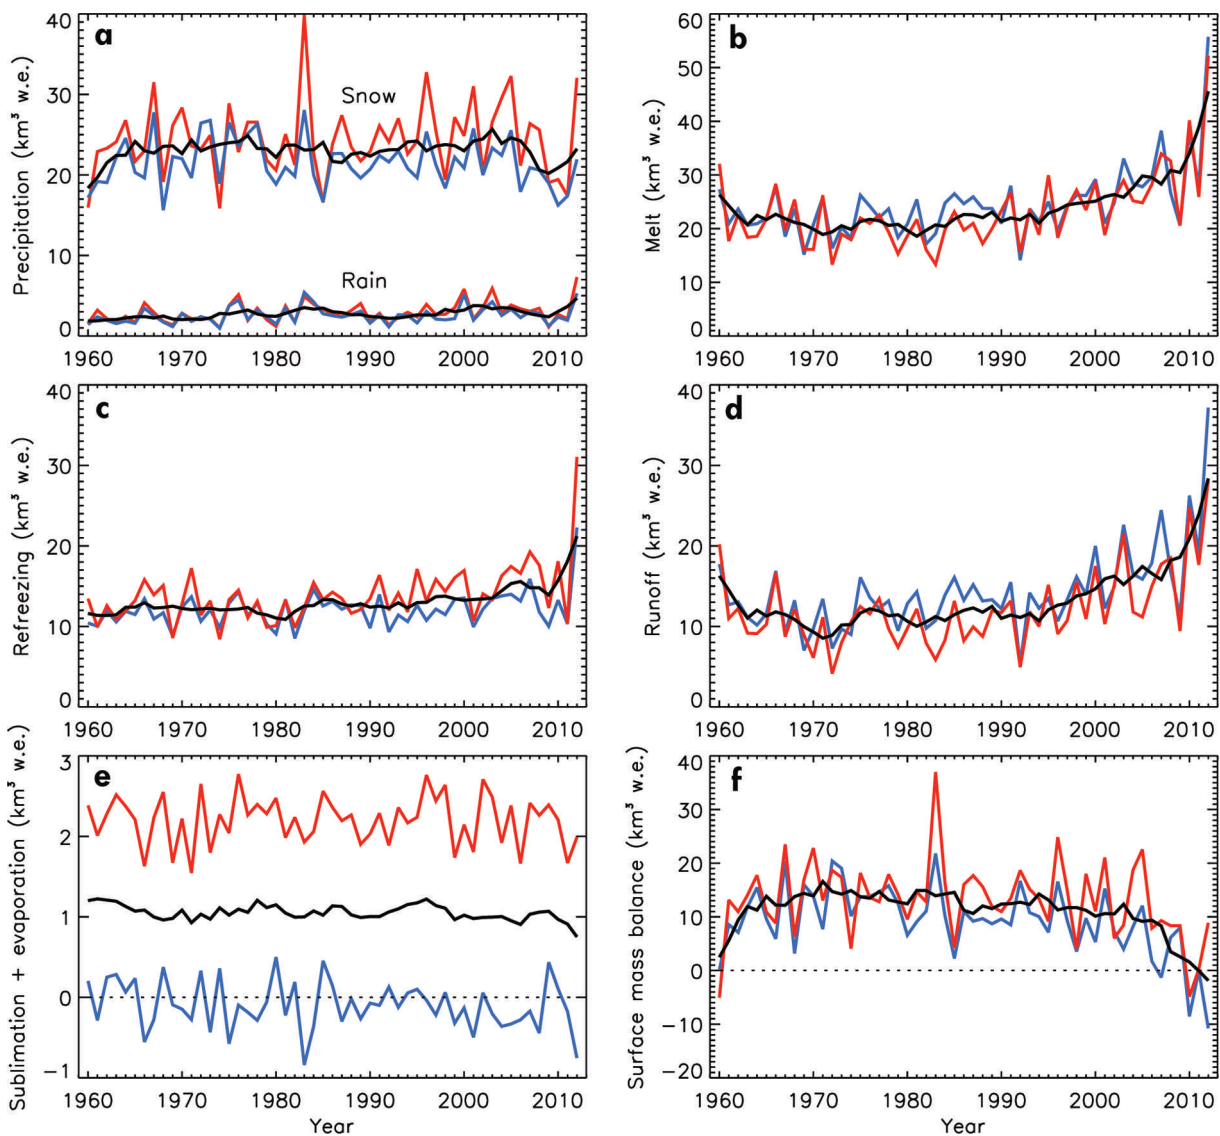 a
Precipitation (km³ w.e.)
40
30
20
10
0
Snow
Rain
1960 1970 1980 1990 2000 2010
b
Melt (km³ w.e.)
60
50
40
30
20
10
0
1960 1970 1980 1990 2000 2010
c
Refreezing (km³ w.e.)
40
30
20
10
0
1960 1970 1980 1990 2000 2010
d
Runoff (km³ w.e.)
40
30
20
10
0
1960 1970 1980 1990 2000 2010
e
Sublimation + evaporation (km³ w.e.)
3
2
1
0
−1
1960 1970 1980 1990 2000 2010
Year
f
Surface mass balance (km³ w.e.)
40
30
20
10
0
−10
−20
1960 1970 1980 1990 2000 2010
Year